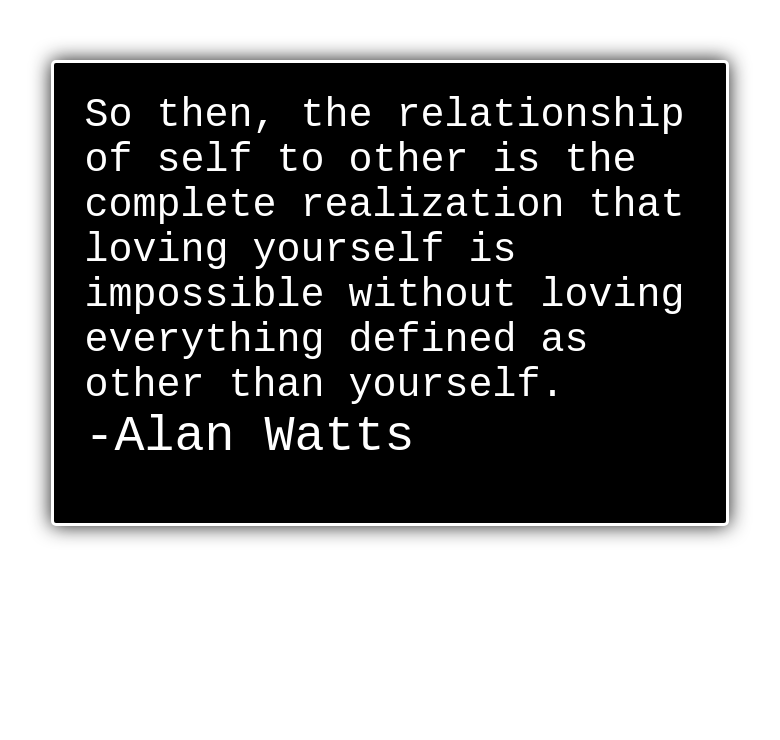 So then, the relationship
of self to other is the
complete realization that
loving yourself is
impossible without loving
everything defined as
other than yourself.
-Alan Watts